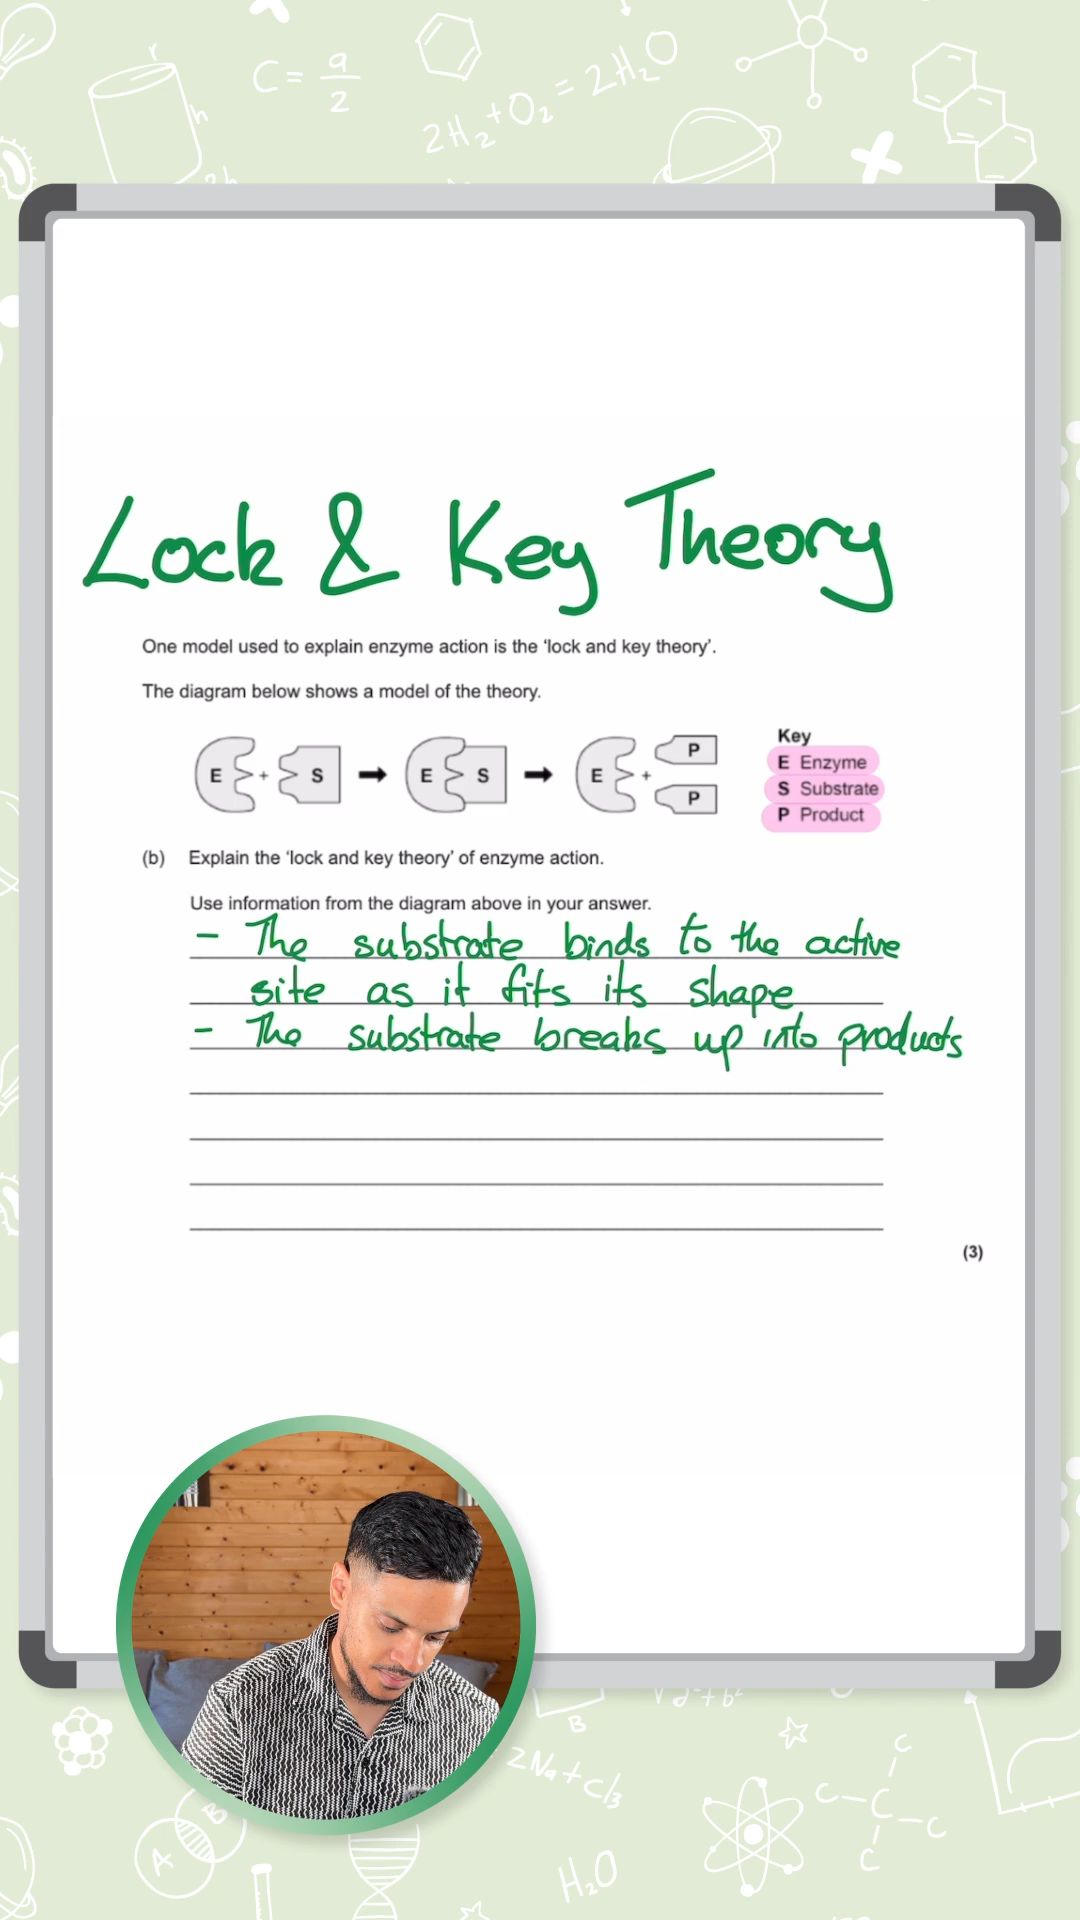 C = a/2
r
h
2h
2H₂+O₂=2H₂O
Lock & Key Theory
One model used to explain enzyme action is the ‘lock and key theory’.
The diagram below shows a model of the theory.
E + S → E S → E + P P
Key
E Enzyme
S Substrate
P Product
(b) Explain the ‘lock and key theory’ of enzyme action.
Use information from the diagram above in your answer.
- The substrate binds to the active
site as it fits its shape
- The substrate breaks up into products
(3)
B
2Na+Cl3
A
B
H₂O
C
C-C-C
C